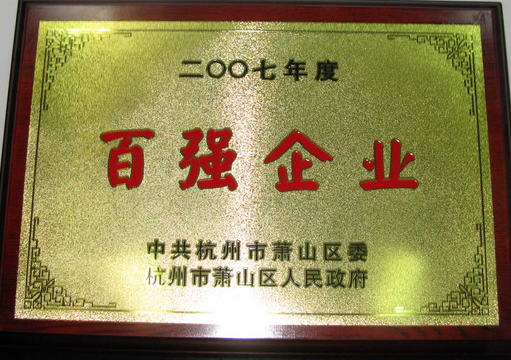 二〇〇七年度
百强企业
中共杭州市萧山区委
杭州市萧山区人民政府